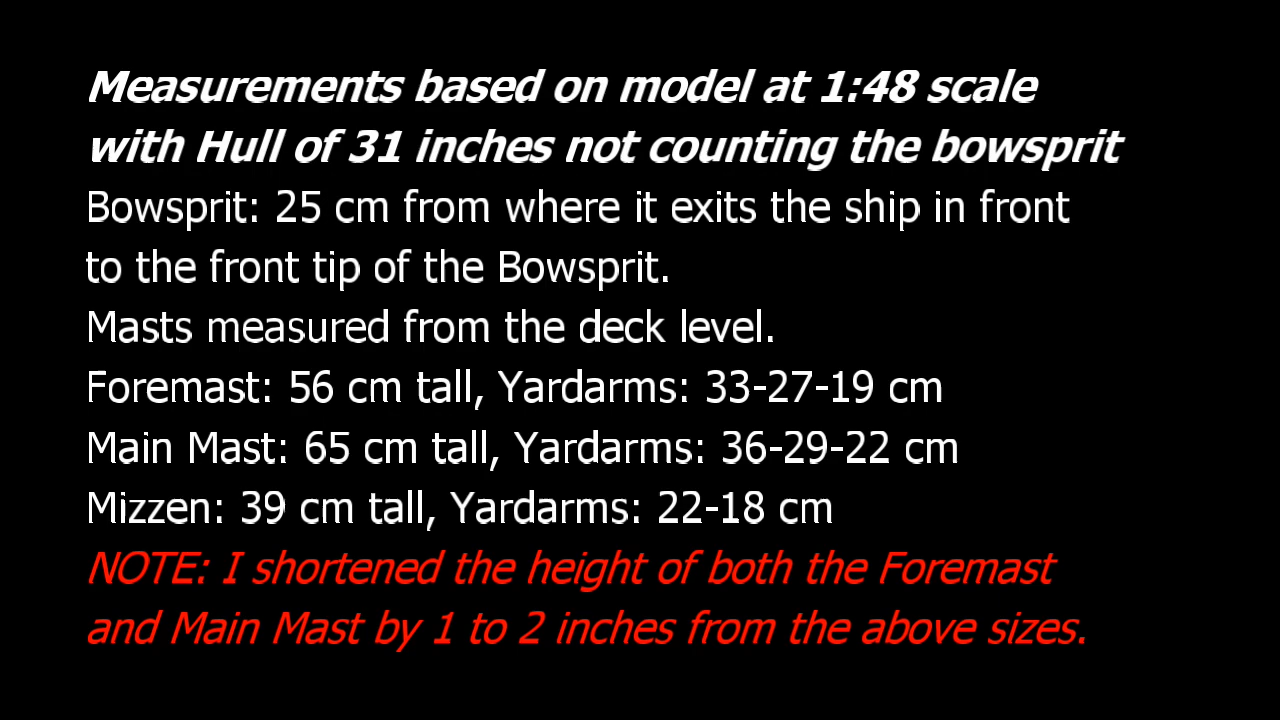 Measurements based on model at 1:48 scale
with Hull of 31 inches not counting the bowsprit
Bowsprit: 25 cm from where it exits the ship in front
to the front tip of the Bowsprit.
Masts measured from the deck level.
Foremast: 56 cm tall, Yardarms: 33-27-19 cm
Main Mast: 65 cm tall, Yardarms: 36-29-22 cm
Mizzen: 39 cm tall, Yardarms: 22-18 cm
NOTE: I shortened the height of both the Foremast
and Main Mast by 1 to 2 inches from the above sizes.